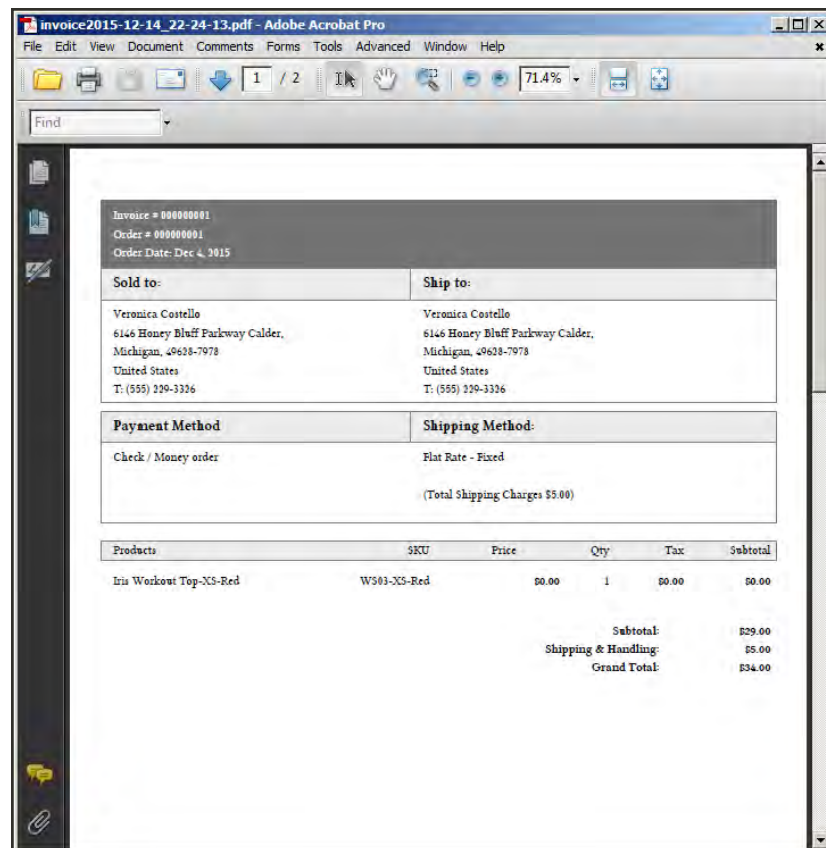 invoice2015-12-14_22-24-13.pdf - Adobe Acrobat Pro
File Edit View Document Comments Forms Tools Advanced Window Help
1 / 2 71.4%
Find
Invoice # 000000001
Order # 000000001
Order Date: Dec 4, 2015
Sold to: Ship to:
Veronica Costello Veronica Costello
6146 Honey Bluff Parkway Calder, 6146 Honey Bluff Parkway Calder,
Michigan, 49628-7978 Michigan, 49628-7978
United States United States
T: (555) 229-3326 T: (555) 229-3326
Payment Method Shipping Method:
Check / Money order Flat Rate - Fixed
(Total Shipping Charges $5.00)
Products SKU Price Qty Tax Subtotal
Iris Workout Top-XS-Red WS03-XS-Red $0.00 1 $0.00 $0.00
Subtotal: $29.00
Shipping & Handling: $5.00
Grand Total: $34.00